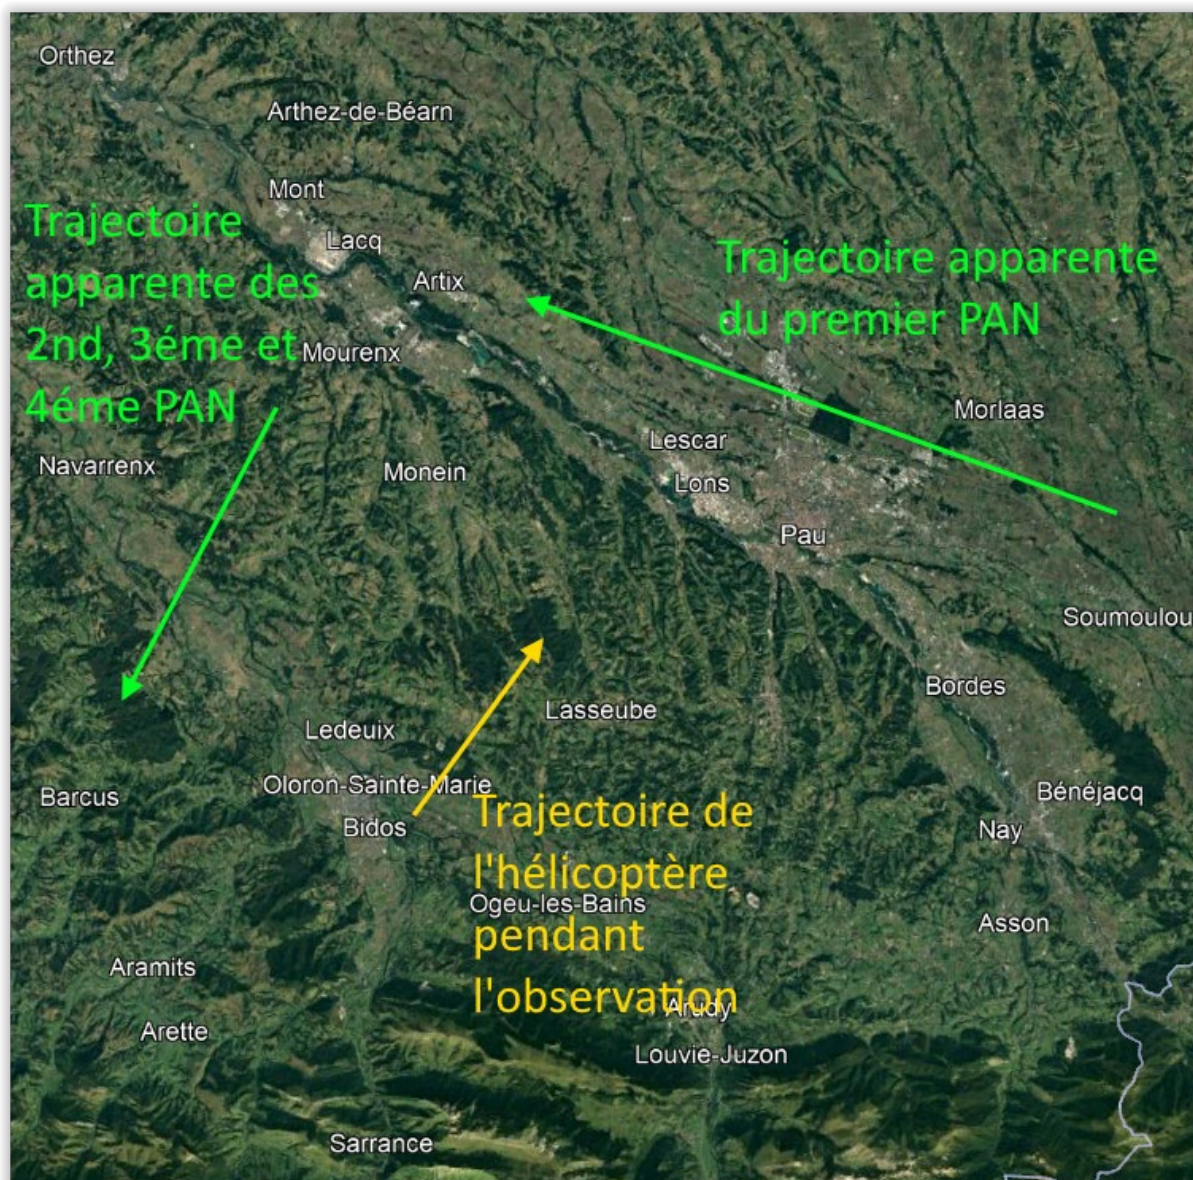 Orthez
Arthez-de-Béarn
Mont
Trajectoire
apparente des
2nd, 3éme et
4éme PAN
Lacq
Artix
Trajectoire apparente
du premier PAN
Mourenx
Morlaas
Lescar
Navarrenx
Monein
Lons
Pau
Soumoulou
Bordes
Lasseube
Ledeuix
Oloron-Sainte-Marie
Barcus
Bénéjacq
Bidos
Nay
Trajectoire de
l'hélicoptère
pendant
l'observation
Ogeu-les-Bains
Asson
Aramits
Arudy
Arette
Louvie-Juzon
Sarrance